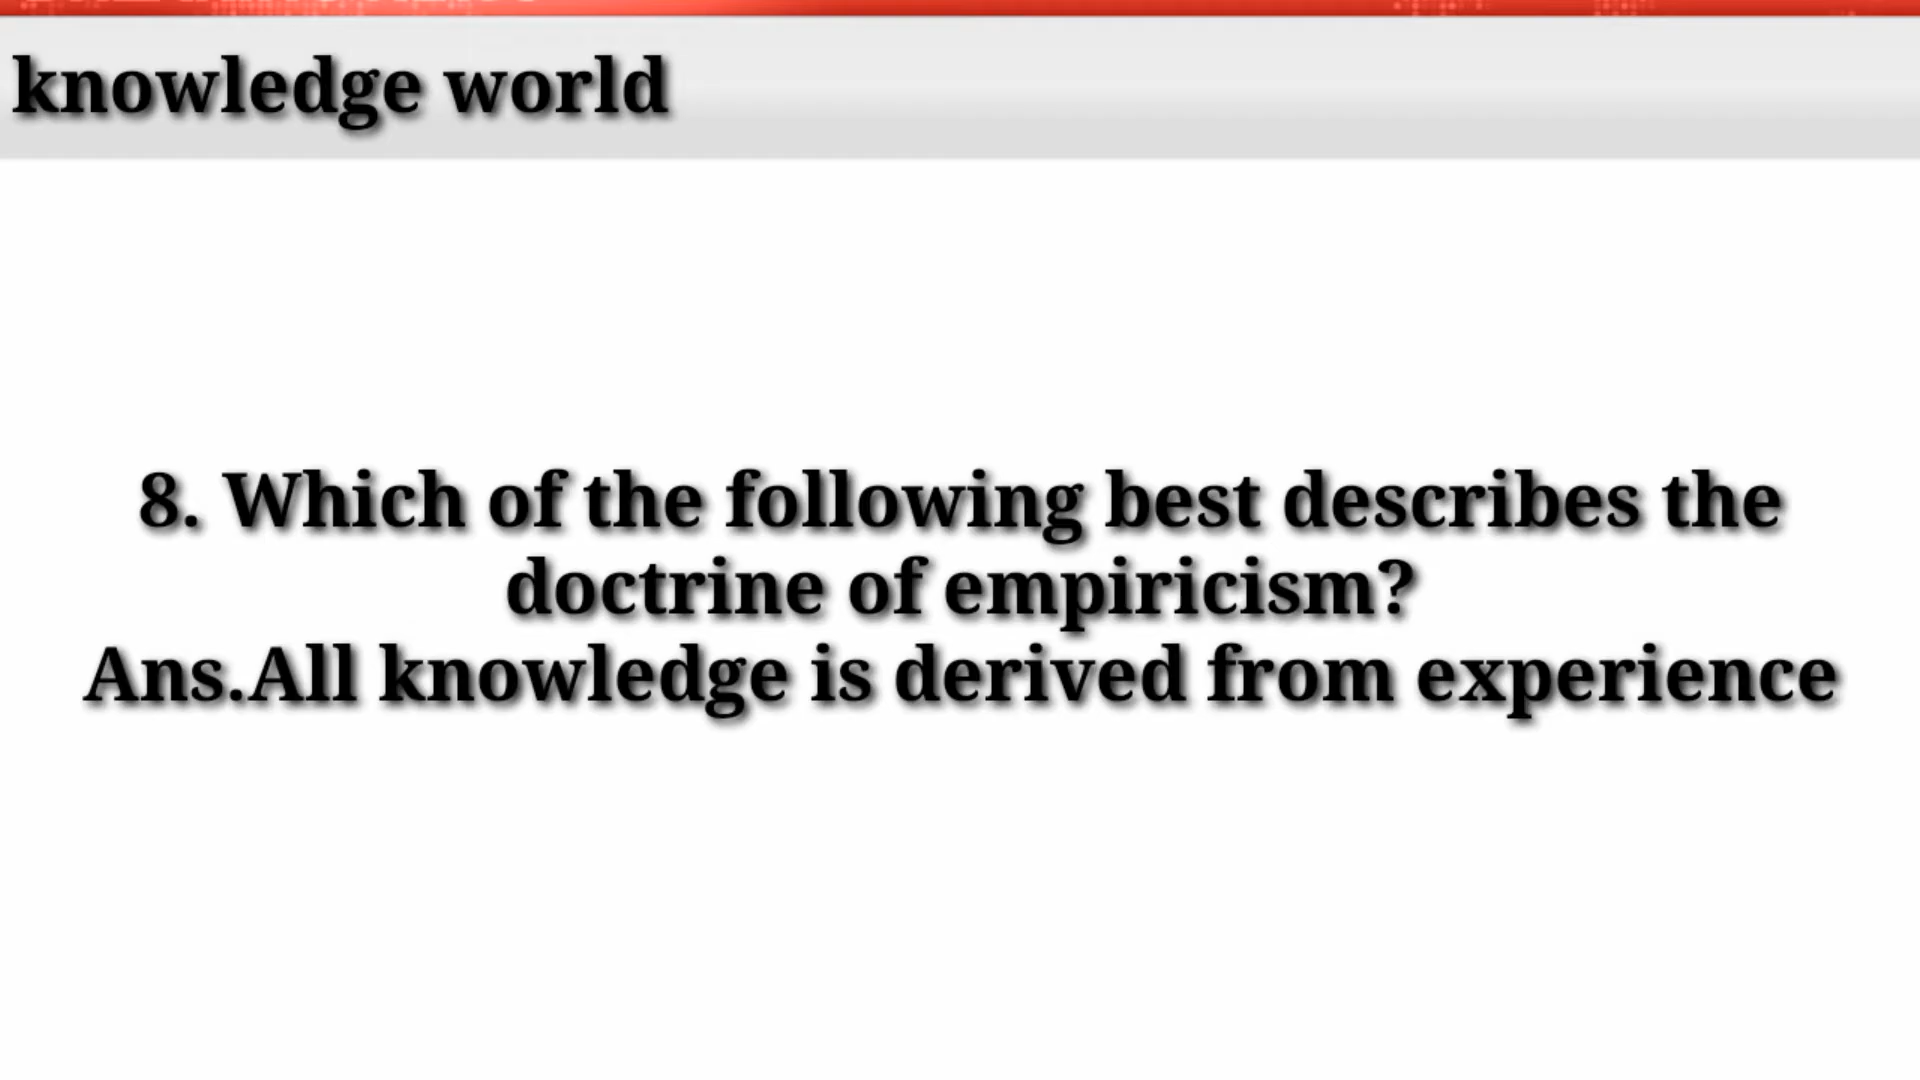 knowledge world
8. Which of the following best describes the
doctrine of empiricism?
Ans.All knowledge is derived from experience